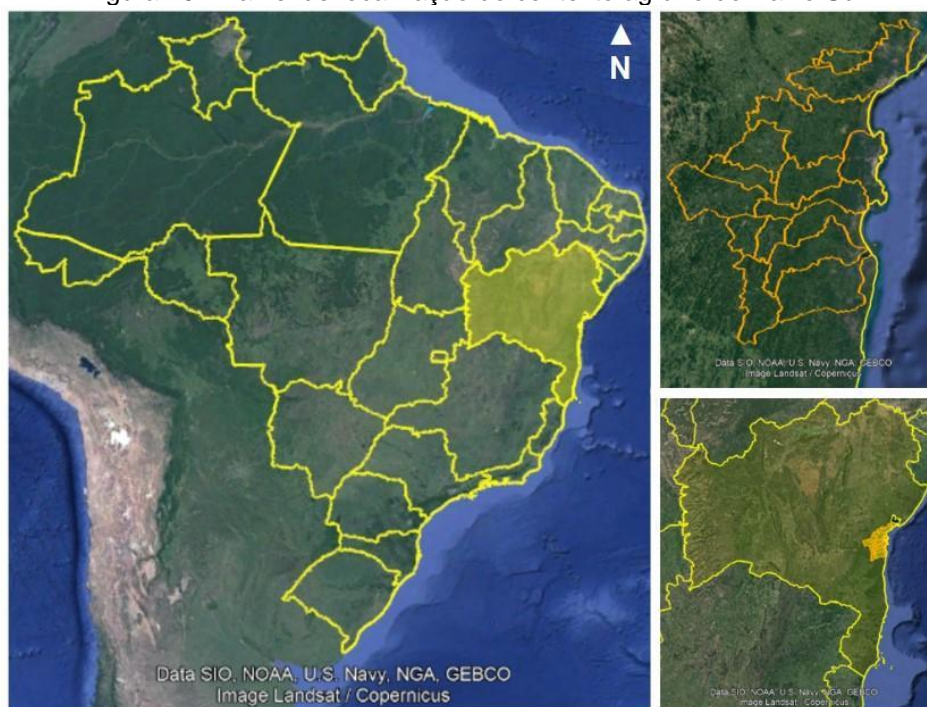 N
Data SIO, NOAA, U.S. Navy, NGA, GEBCO
Image Landsat / Copernicus
Data SIO, NOAA, U.S. Navy, NGA, GEBCO
Image Landsat / Copernicus
Data SIO, NOAA, U.S. Navy, NGA, GEBCO
Image Landsat / Copernicus